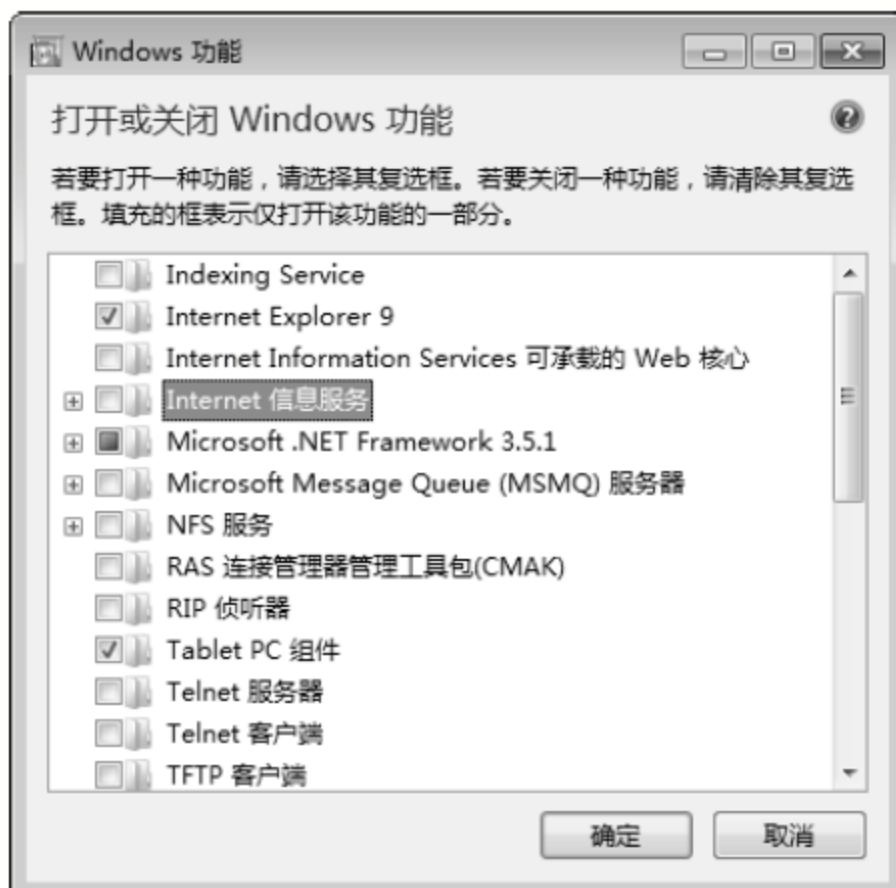 Windows 功能
打开或关闭 Windows 功能
若要打开一种功能，请选择其复选框。若要关闭一种功能，请清除其复选
框。填充的框表示仅打开该功能的一部分。
Indexing Service
Internet Explorer 9
Internet Information Services 可承载的 Web 核心
Internet 信息服务
Microsoft .NET Framework 3.5.1
Microsoft Message Queue (MSMQ) 服务器
NFS 服务
RAS 连接管理器管理工具包(CMAK)
RIP 侦听器
Tablet PC 组件
Telnet 服务器
Telnet 客户端
TFTP 客户端
确定 取消